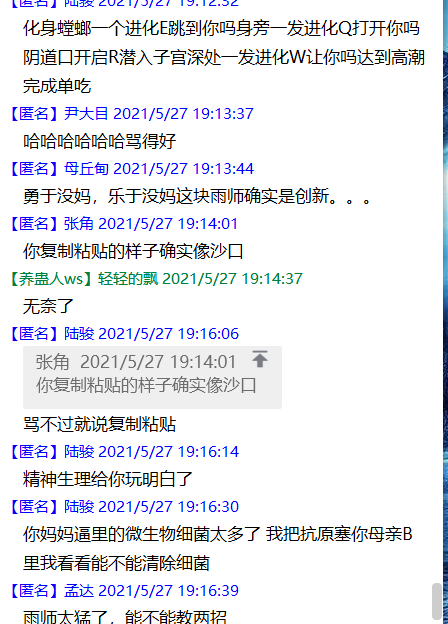 【匿名】陆骏 2021/5/27 19:12:52
化身螳螂一个进化E跳到你吗身旁一发进化Q打开你吗
阴道口开启R潜入子宫深处一发进化W让你吗达到高潮
完成单吃
【匿名】尹大目 2021/5/27 19:13:37
哈哈哈哈哈哈骂得好
【匿名】母丘甸 2021/5/27 19:13:44
勇于没妈，乐于没妈这块雨师确实是创新。。。
【匿名】张角 2021/5/27 19:14:01
你复制粘贴的样子确实像沙口
【养蛊人ws】轻轻的飘 2021/5/27 19:14:37
无奈了
【匿名】陆骏 2021/5/27 19:16:06
张角 2021/5/27 19:14:01
你复制粘贴的样子确实像沙口
骂不过就说复制粘贴
【匿名】陆骏 2021/5/27 19:16:14
精神生理给你玩明白了
【匿名】陆骏 2021/5/27 19:16:30
你妈妈逼里的微生物细菌太多了 我把抗原塞你母亲B
里我看看能不能清除细菌
【匿名】孟达 2021/5/27 19:16:39
雨师太猛了，能不能教两招